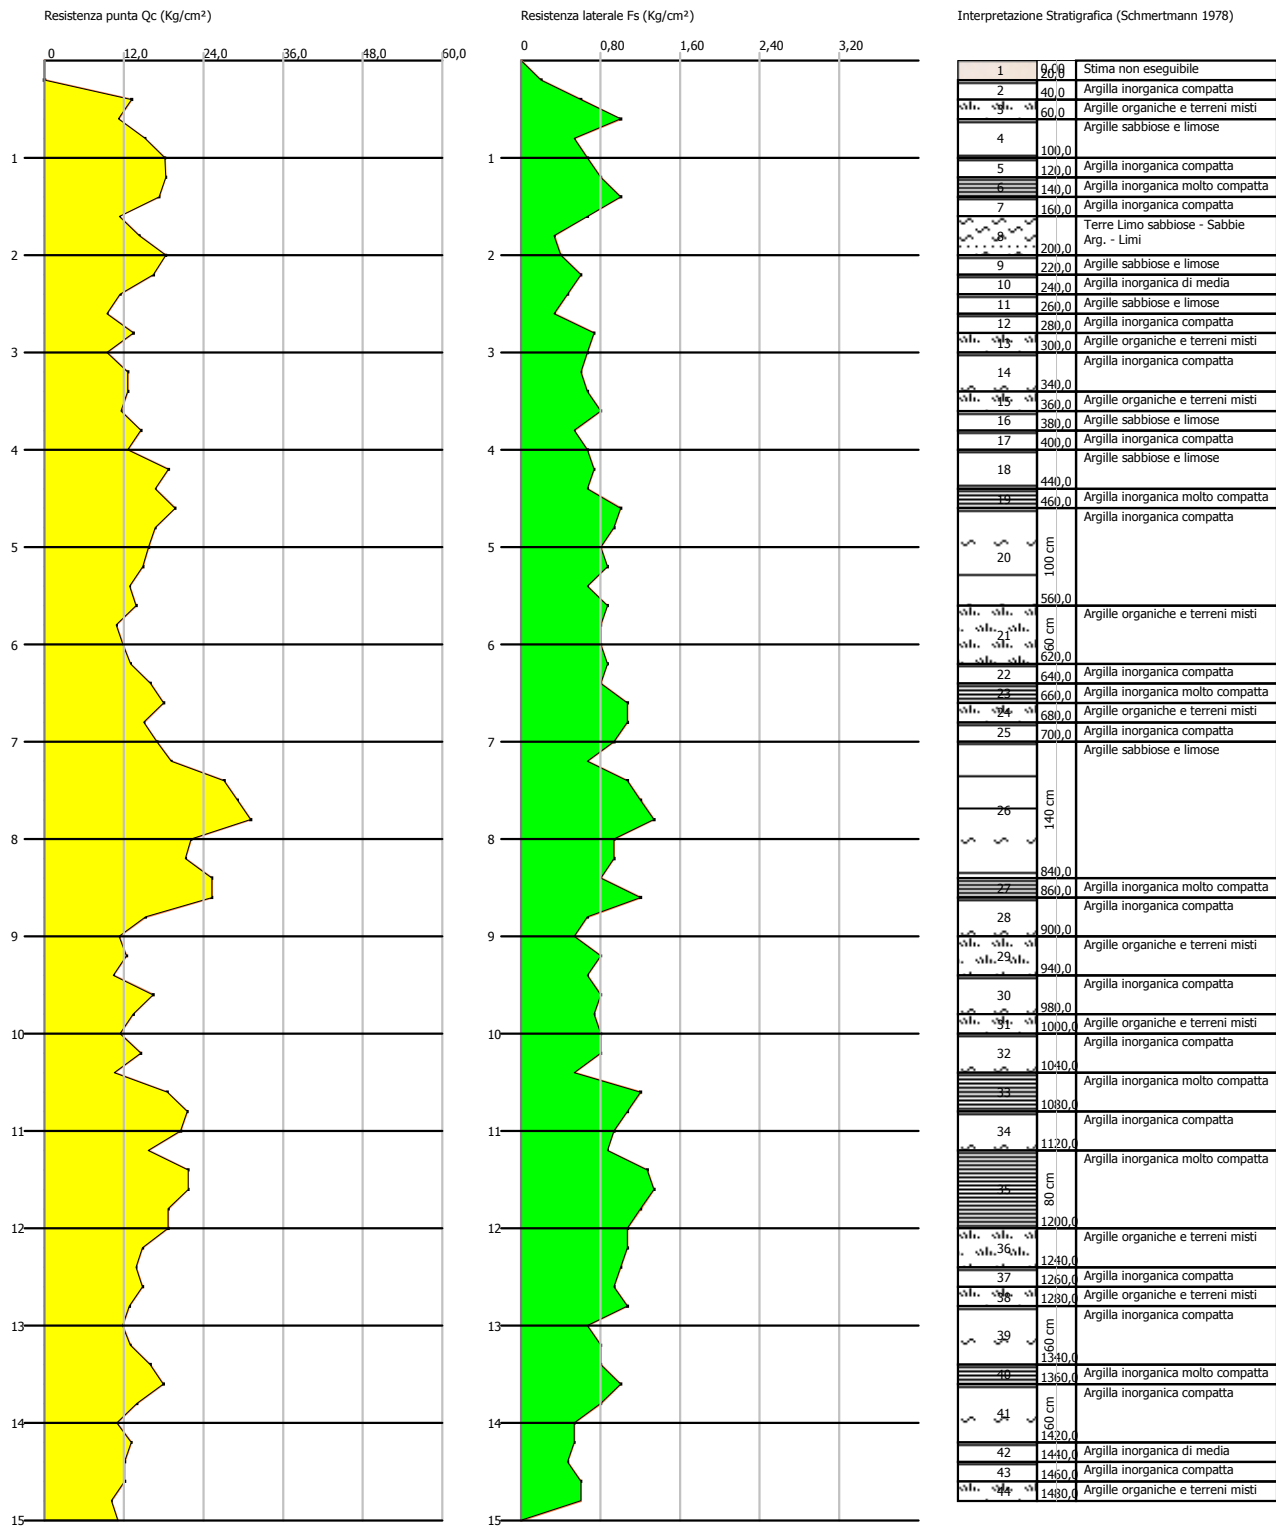 Resistenza punta Qc (Kg/cm²)
0 12,0 24,0 36,0 48,0 60,0
1
2
3
4
5
6
7
8
9
10
11
12
13
14
15
Resistenza laterale Fs (Kg/cm²)
0 0,80 1,60 2,40 3,20
1
2
3
4
5
6
7
8
9
10
11
12
13
14
15
Interpretazione Stratigrafica (Schmertmann 1978)
0,00
1 20,0 Stima non eseguibile
2 40,0 Argilla inorganica compatta
3 60,0 Argille organiche e terreni misti
4 100,0 Argille sabbiose e limose
5 120,0 Argilla inorganica compatta
6 140,0 Argilla inorganica molto compatta
7 160,0 Argilla inorganica compatta
8 200,0 Terre Limo sabbiose - Sabbie
Arg. - Limi
9 220,0 Argille sabbiose e limose
10 240,0 Argilla inorganica di media
11 260,0 Argille sabbiose e limose
12 280,0 Argilla inorganica compatta
13 300,0 Argille organiche e terreni misti
14 340,0 Argilla inorganica compatta
15 360,0 Argille organiche e terreni misti
16 380,0 Argille sabbiose e limose
17 400,0 Argilla inorganica compatta
18 440,0 Argille sabbiose e limose
19 460,0 Argilla inorganica molto compatta
20 100 cm 560,0 Argilla inorganica compatta
21 60 cm 620,0 Argille organiche e terreni misti
22 640,0 Argilla inorganica compatta
23 660,0 Argilla inorganica molto compatta
24 680,0 Argille organiche e terreni misti
25 700,0 Argilla inorganica compatta
26 140 cm 840,0 Argille sabbiose e limose
27 860,0 Argilla inorganica molto compatta
28 900,0 Argilla inorganica compatta
29 940,0 Argille organiche e terreni misti
30 980,0 Argilla inorganica compatta
31 1000,0 Argille organiche e terreni misti
32 1040,0 Argilla inorganica compatta
33 1080,0 Argilla inorganica molto compatta
34 1120,0 Argilla inorganica compatta
35 80 cm 1200,0 Argilla inorganica molto compatta
36 1240,0 Argille organiche e terreni misti
37 1260,0 Argilla inorganica compatta
38 1280,0 Argille organiche e terreni misti
39 60 cm 1340,0 Argilla inorganica compatta
40 1360,0 Argilla inorganica molto compatta
41 60 cm 1420,0 Argilla inorganica compatta
42 1440,0 Argilla inorganica di media
43 1460,0 Argilla inorganica compatta
44 1480,0 Argille organiche e terreni misti